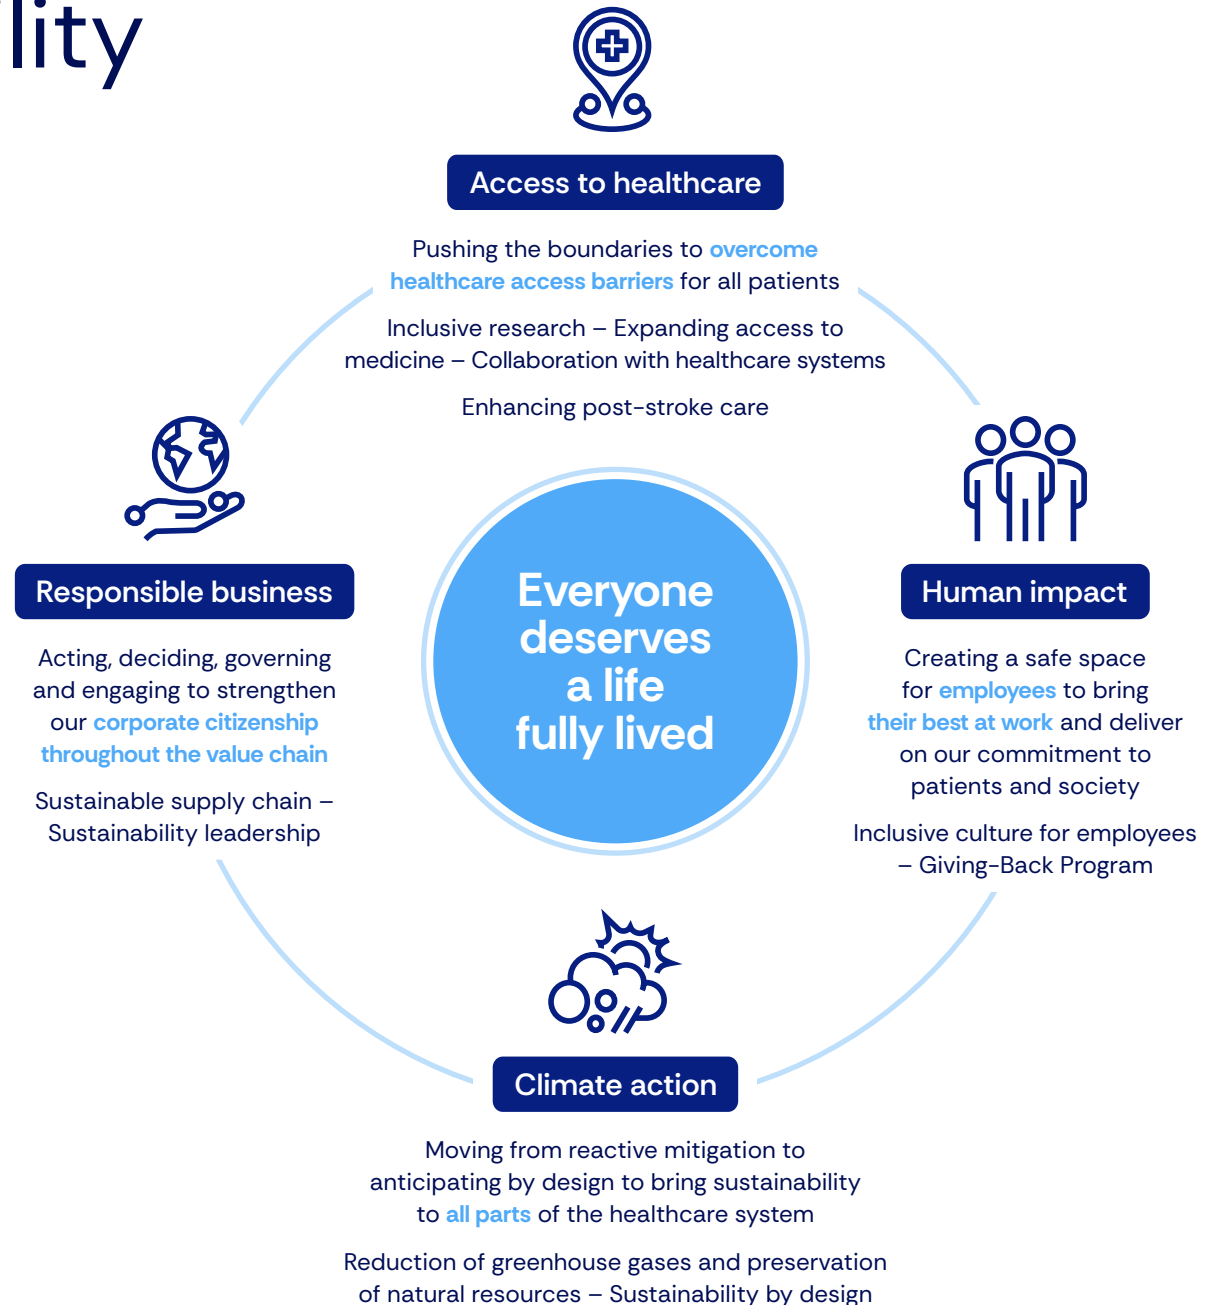 ility
Access to healthcare
Pushing the boundaries to overcome
healthcare access barriers for all patients
Inclusive research – Expanding access to
medicine – Collaboration with healthcare systems
Enhancing post-stroke care
Responsible business
Acting, deciding, governing
and engaging to strengthen
our corporate citizenship
throughout the value chain
Sustainable supply chain –
Sustainability leadership
Everyone
deserves
a life
fully lived
Human impact
Creating a safe space
for employees to bring
their best at work and deliver
on our commitment to
patients and society
Inclusive culture for employees
– Giving-Back Program
Climate action
Moving from reactive mitigation to
anticipating by design to bring sustainability
to all parts of the healthcare system
Reduction of greenhouse gases and preservation
of natural resources – Sustainability by design